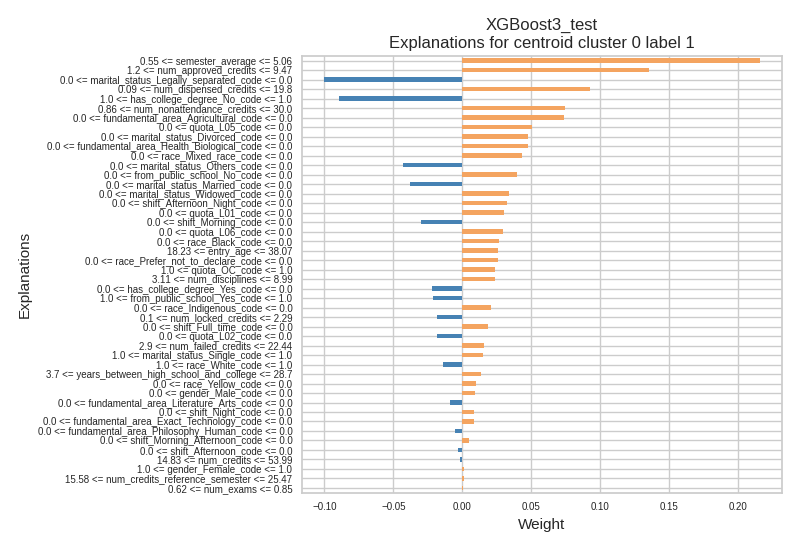 XGBoost3_test
Explanations for centroid cluster 0 label 1
0.55 <= semester_average <= 5.06
1.2 <= num_approved_credits <= 9.47
0.0 <= marital_status_Legally_separated_code <= 0.0
0.09 <= num_dispensed_credits <= 19.8
1.0 <= has_college_degree_No_code <= 1.0
0.86 <= num_nonattendance_credits <= 30.0
0.0 <= fundamental_area_Agricultural_code <= 0.0
0.0 <= quota_L05_code <= 0.0
0.0 <= marital_status_Divorced_code <= 0.0
0.0 <= fundamental_area_Health_Biological_code <= 0.0
0.0 <= race_Mixed_race_code <= 0.0
0.0 <= marital_status_Others_code <= 0.0
0.0 <= from_public_school_No_code <= 0.0
0.0 <= marital_status_Married_code <= 0.0
0.0 <= marital_status_Widowed_code <= 0.0
0.0 <= shift_Afternoon_Night_code <= 0.0
0.0 <= quota_L01_code <= 0.0
0.0 <= shift_Morning_code <= 0.0
0.0 <= quota_L06_code <= 0.0
0.0 <= race_Black_code <= 0.0
18.23 <= entry_age <= 38.07
0.0 <= race_Prefer_not_to_declare_code <= 0.0
1.0 <= quota_OC_code <= 1.0
3.11 <= num_disciplines <= 8.99
0.0 <= has_college_degree_Yes_code <= 0.0
1.0 <= from_public_school_Yes_code <= 1.0
0.0 <= race_Indigenous_code <= 0.0
0.1 <= num_locked_credits <= 2.29
0.0 <= shift_Full_time_code <= 0.0
0.0 <= quota_L02_code <= 0.0
2.9 <= num_failed_credits <= 22.44
1.0 <= marital_status_Single_code <= 1.0
1.0 <= race_White_code <= 1.0
3.7 <= years_between_high_school_and_college <= 28.7
0.0 <= race_Yellow_code <= 0.0
0.0 <= gender_Male_code <= 0.0
0.0 <= fundamental_area_Literature_Arts_code <= 0.0
0.0 <= shift_Night_code <= 0.0
0.0 <= fundamental_area_Exact_Technology_code <= 0.0
0.0 <= fundamental_area_Philosophy_Human_code <= 0.0
0.0 <= shift_Morning_Afternoon_code <= 0.0
0.0 <= shift_Afternoon_code <= 0.0
14.83 <= num_credits <= 53.99
1.0 <= gender_Female_code <= 1.0
15.58 <= num_credits_reference_semester <= 25.47
0.62 <= num_exams <= 0.85
Explanations
−0.10 −0.05 0.00 0.05 0.10 0.15 0.20
Weight